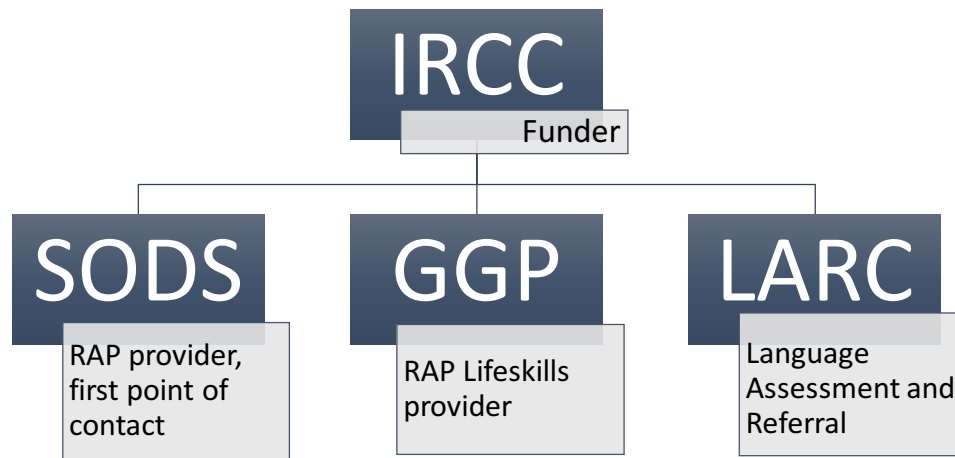 IRCC
Funder
SODS
RAP provider,
first point of
contact
GGP
RAP Lifeskills
provider
LARC
Language
Assessment and
Referral